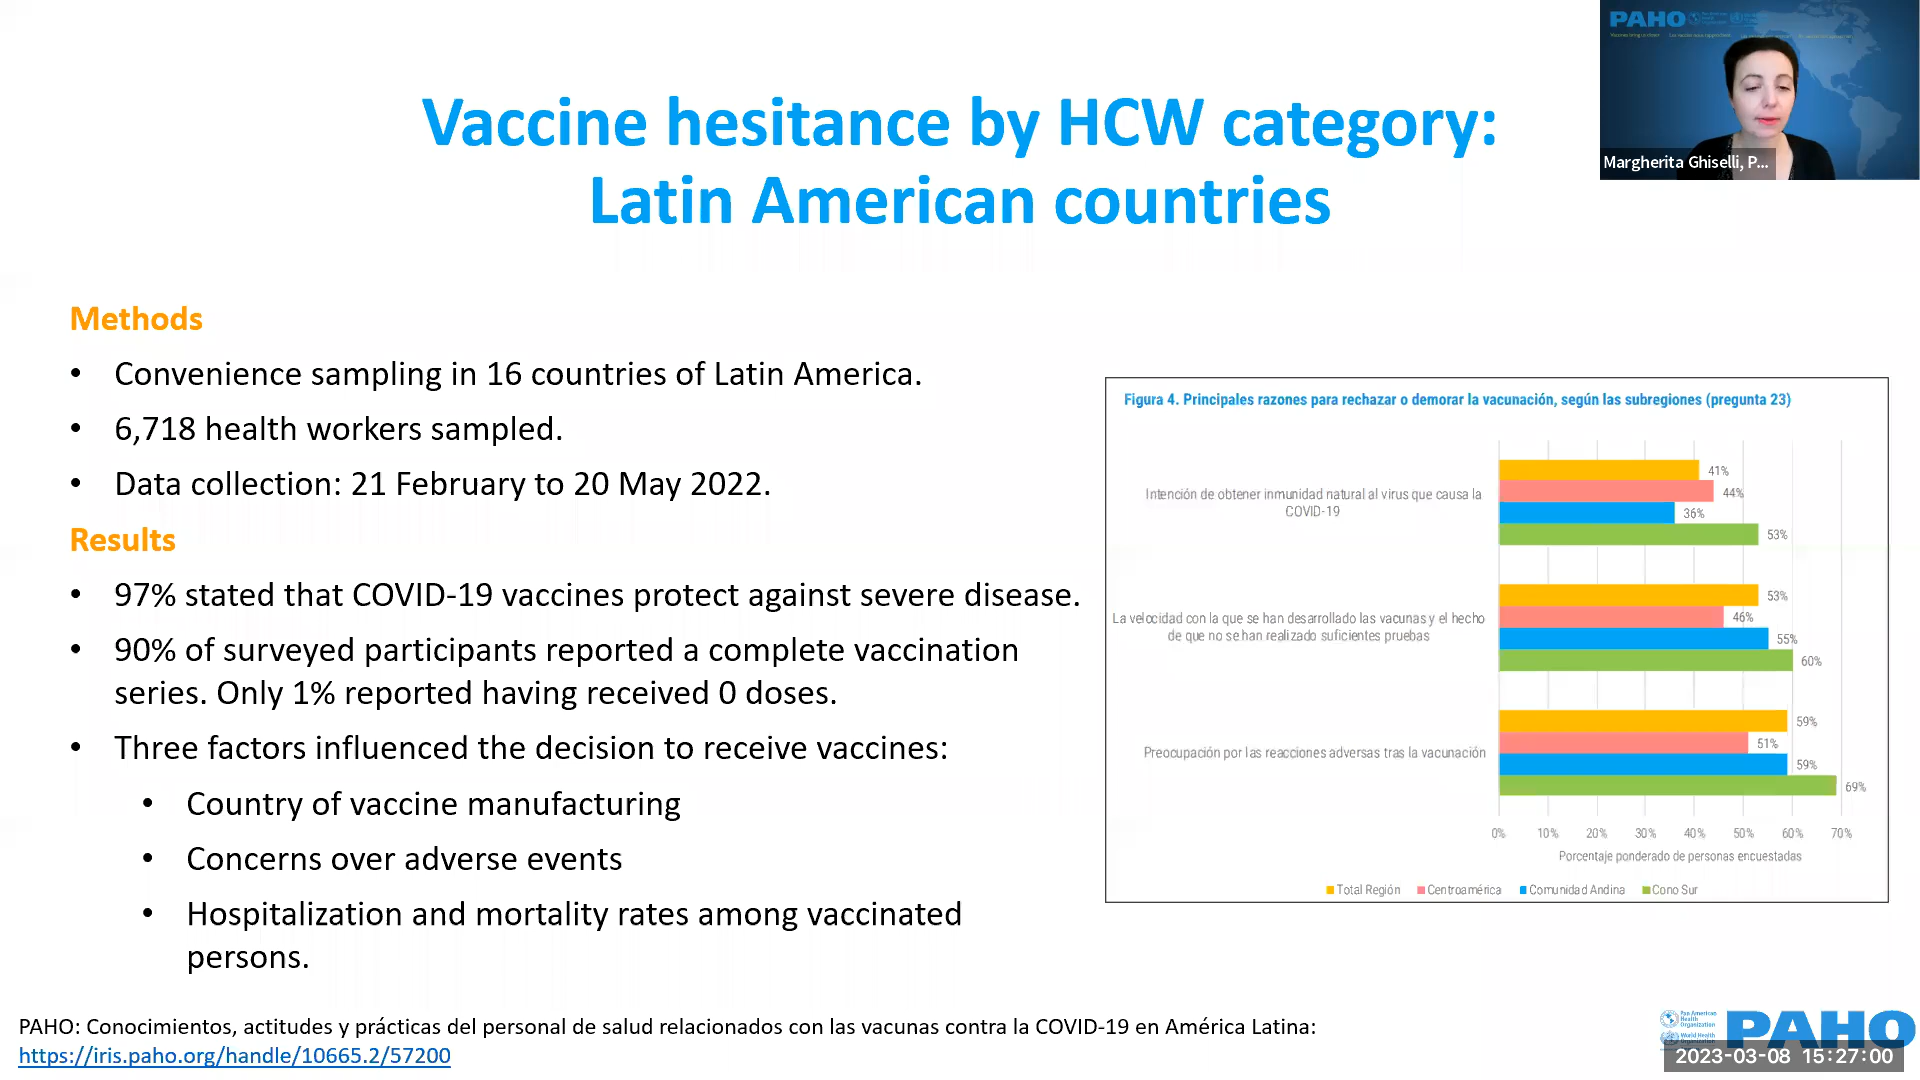 PAHO
Margherita Ghiselli, P...
Vaccine hesitance by HCW category:
Latin American countries
Methods
• Convenience sampling in 16 countries of Latin America.
• 6,718 health workers sampled.
• Data collection: 21 February to 20 May 2022.
Results
• 97% stated that COVID-19 vaccines protect against severe disease.
• 90% of surveyed participants reported a complete vaccination
series. Only 1% reported having received 0 doses.
• Three factors influenced the decision to receive vaccines:
• Country of vaccine manufacturing
• Concerns over adverse events
• Hospitalization and mortality rates among vaccinated
persons.
Figura 4. Principales razones para rechazar o demorar la vacunación, según las subregiones (pregunta 23)
Intención de obtener inmunidad natural al virus que causa la
COVID-19
41%
44%
36%
53%
La velocidad con la que se han desarrollado las vacunas y el hecho
de que no se han realizado suficientes pruebas
53%
46%
55%
60%
Preocupación por las reacciones adversas tras la vacunación
59%
51%
59%
69%
0% 10% 20% 30% 40% 50% 60% 70%
Porcentaje ponderado de personas encuestadas
Total Región Centroamérica Comunidad Andina Cono Sur
PAHO: Conocimientos, actitudes y prácticas del personal de salud relacionados con las vacunas contra la COVID-19 en América Latina:
https://iris.paho.org/handle/10665.2/57200
Pan American
Health
Organization
World Health
PAHO
2023-03-08 15:27:00